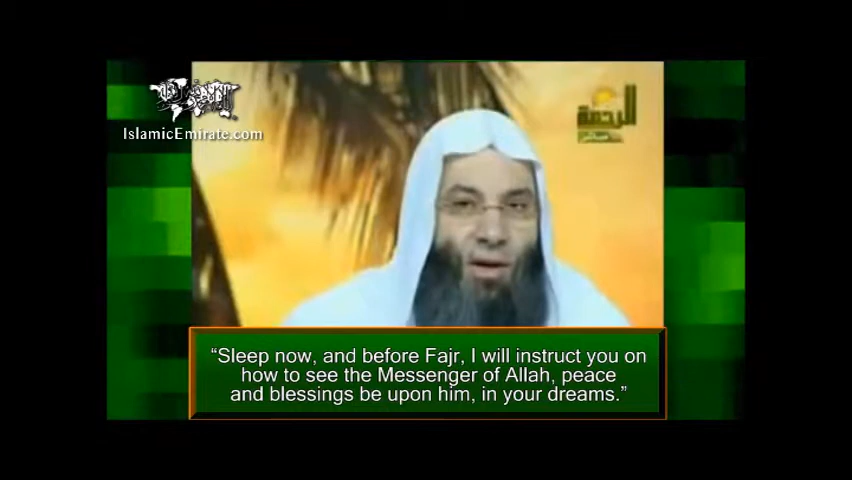 IslamicEmirate.com
الرحمة
“Sleep now, and before Fajr, I will instruct you on
how to see the Messenger of Allah, peace
and blessings be upon him, in your dreams.”